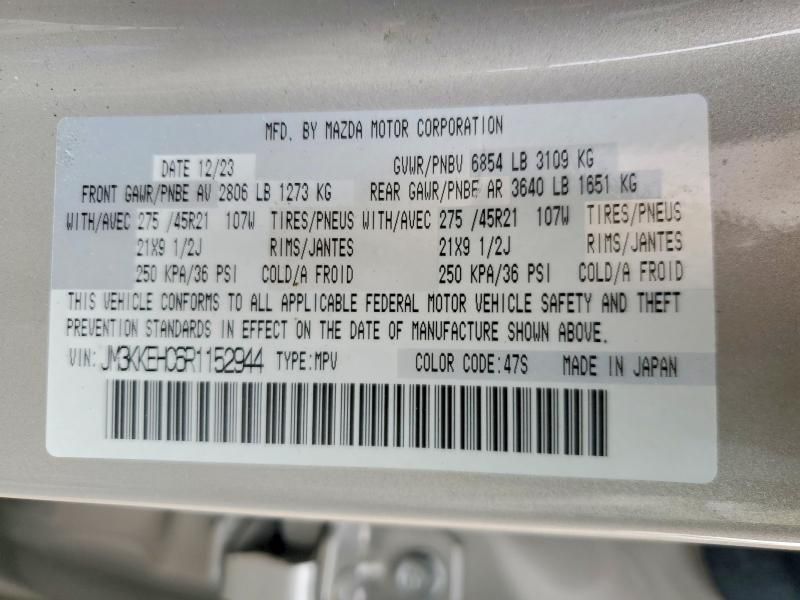 MFD. BY MAZDA MOTOR CORPORATION
DATE 12/23 GVWR/PNBV 6854 LB 3109 KG
FRONT GAWR/PNBE AV 2806 LB 1273 KG REAR GAWR/PNBE AR 3640 LB 1651 KG
WITH/AVEC 275 /45R21 107W TIRES/PNEUS WITH/AVEC 275 /45R21 107W TIRES/PNEUS
21X9 1/2J RIMS/JANTES 21X9 1/2J RIMS/JANTES
250 KPA/36 PSI COLD/A FROID 250 KPA/36 PSI COLD/A FROID
THIS VEHICLE CONFORMS TO ALL APPLICABLE FEDERAL MOTOR VEHICLE SAFETY AND THEFT
PREVENTION STANDARDS IN EFFECT ON THE DATE OF MANUFACTURE SHOWN ABOVE.
VIN: JM3KKEHC6R1152944 TYPE:MPV COLOR CODE:47S MADE IN JAPAN